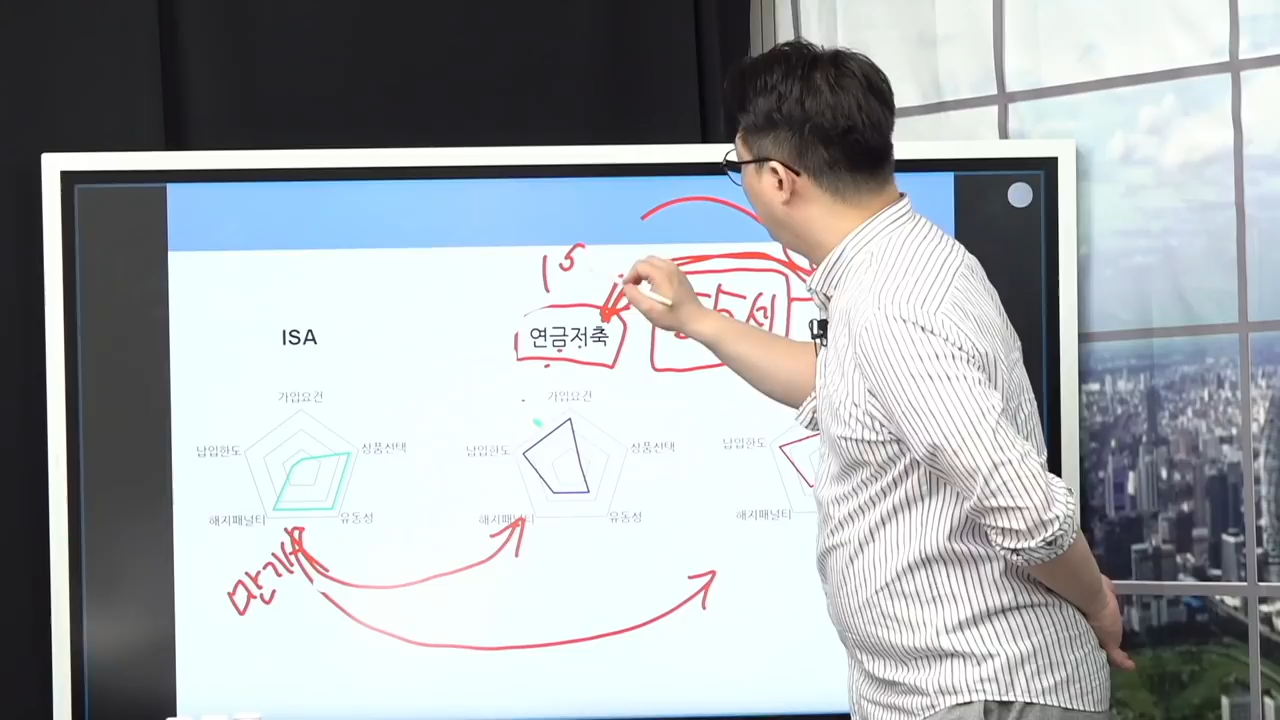 15
ISA
연금저축
가입요건
가입요건
납입한도
상품선택
납입한도
상품선택
납입한도
해지패널티
유동성
해지패널티
유동성
해지패널티
만기